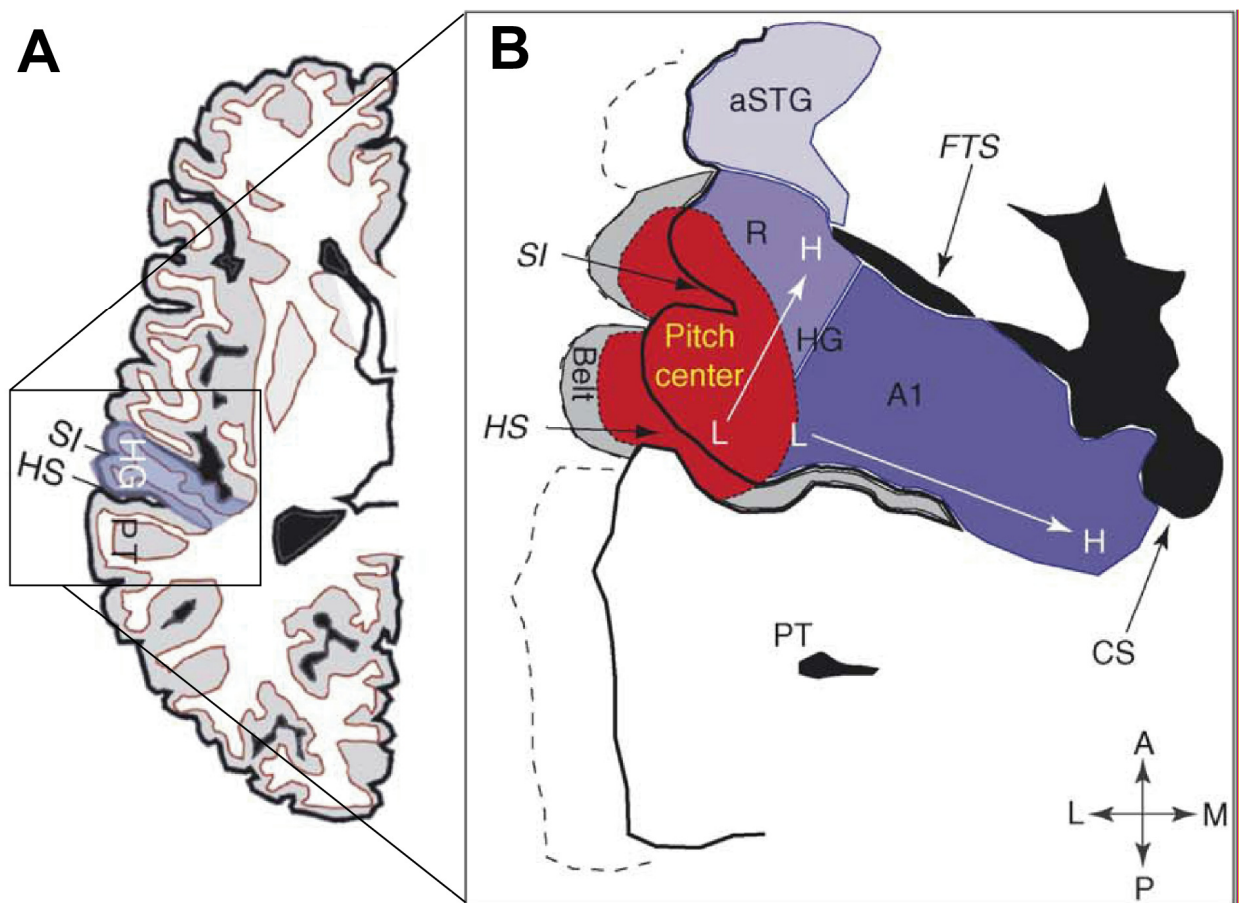 A
SI
HS
HG
PT
B
aSTG
FTS
R
H
SI
HG
Pitch
center
Belt
A1
HS
L
L
H
PT
CS
A
L
M
P